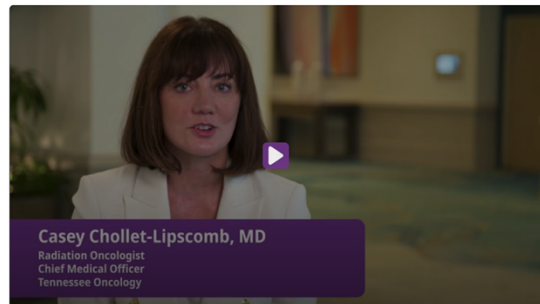 Casey Chollet-Lipscomb, MD
Radiation Oncologist
Chief Medical Officer
Tennessee Oncology